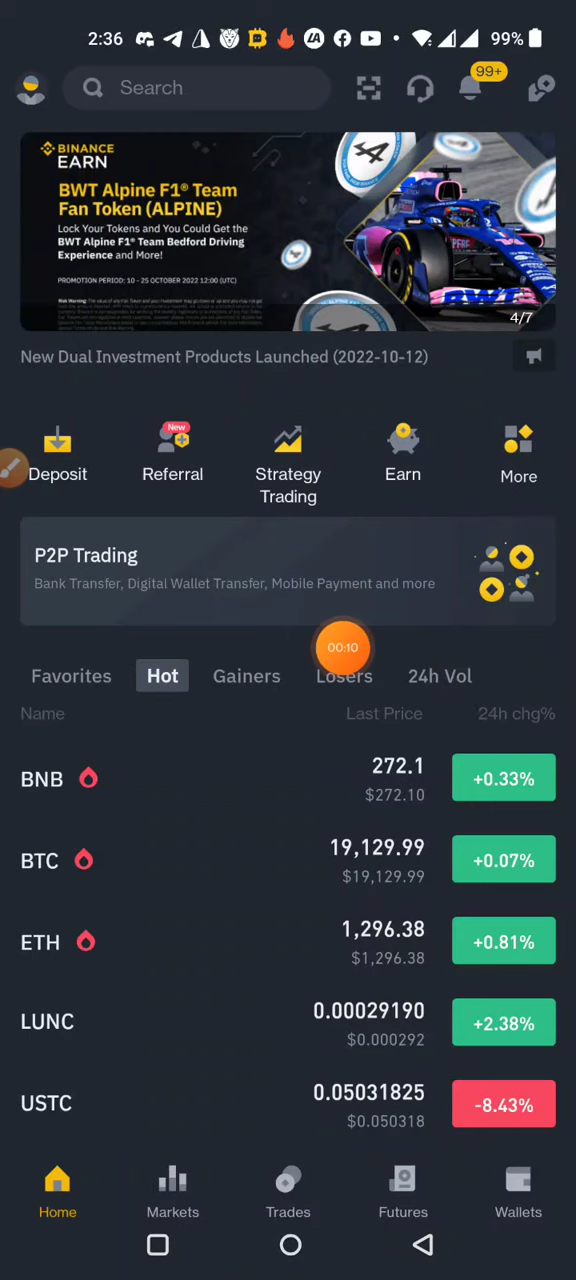 2:36
99%
99+
Search
BINANCE
EARN
BWT Alpine F1® Team
Fan Token (ALPINE)
Lock Your Tokens and You Could Get the
BWT Alpine F1® Team Bedford Driving
Experience and More!
PROMOTION PERIOD: 10 - 25 OCTOBER 2022 12:00 (UTC)
BWT
4/7
New Dual Investment Products Launched (2022-10-12)
New
Deposit
Referral
Strategy
Trading
Earn
More
P2P Trading
Bank Transfer, Digital Wallet Transfer, Mobile Payment and more
00:10
Favorites Hot Gainers Losers 24h Vol
Name Last Price 24h chg%
BNB 272.1 +0.33%
$272.10
BTC 19,129.99 +0.07%
$19,129.99
ETH 1,296.38 +0.81%
$1,296.38
LUNC 0.00029190 +2.38%
$0.000292
USTC 0.05031825 -8.43%
$0.050318
Home Markets Trades Futures Wallets